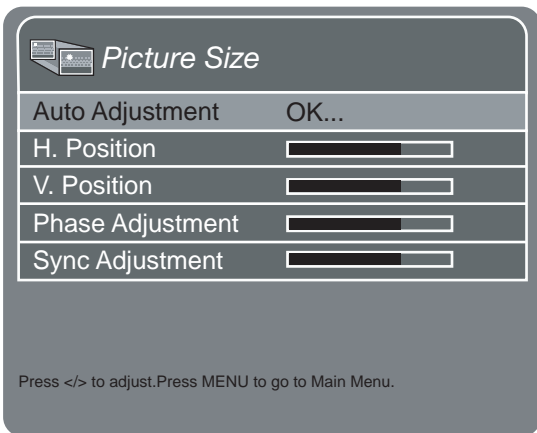 Picture Size
Auto Adjustment OK...
H. Position
V. Position
Phase Adjustment
Sync Adjustment
Press </> to adjust.Press MENU to go to Main Menu.